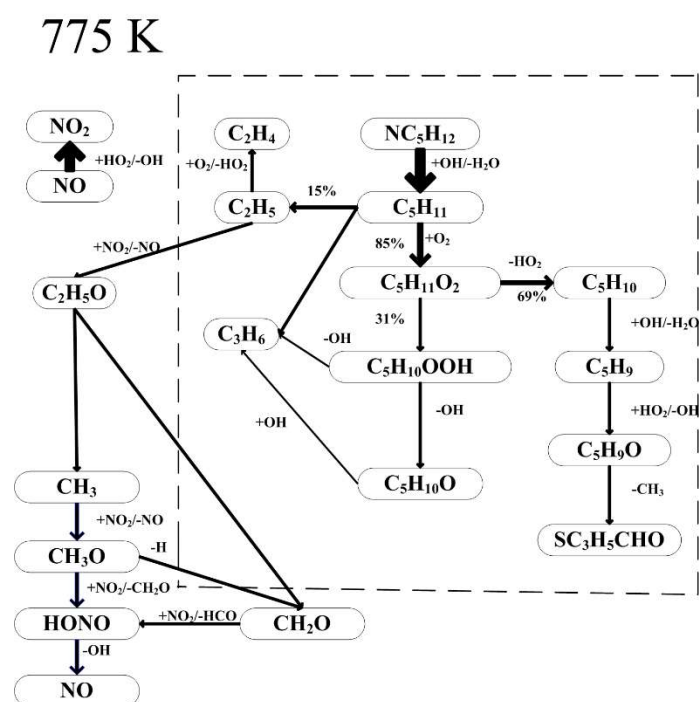 775 K
NO₂
+HO₂/-OH
NO
C₂H₄
+O₂/-HO₂
C₂H₅
15%
NC₅H₁₂
+OH/-H₂O
C₅H₁₁
85%
+O₂
+NO₂/-NO
C₂H₅O
C₅H₁₁O₂
-HO₂
69%
C₅H₁₀
31%
+OH/-H₂O
C₃H₆
-OH
C₅H₁₀OOH
C₅H₉
+OH
-OH
+HO₂/-OH
C₅H₉O
C₅H₁₀O
-CH₃
SC₃H₅CHO
CH₃
+NO₂/-NO
CH₃O
-H
+NO₂/-CH₂O
HONO
+NO₂/-HCO
CH₂O
-OH
NO